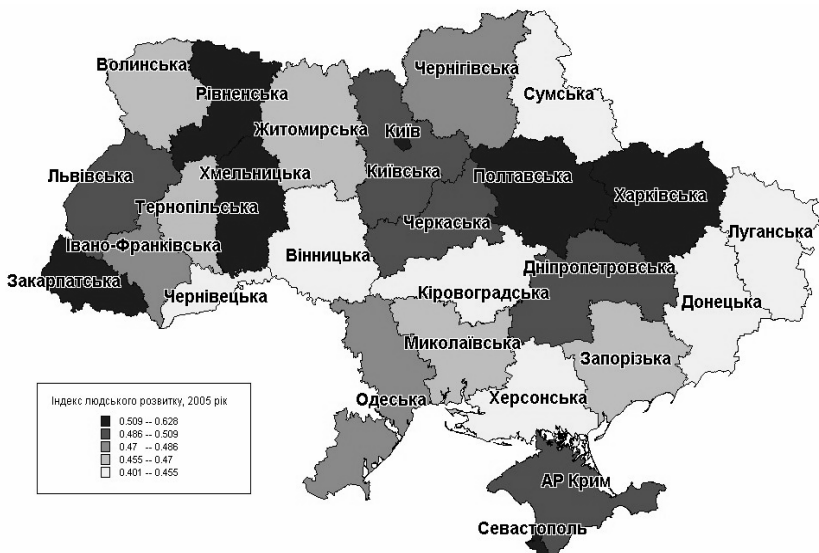 Волинська
Рівненська
Чернігівська
Сумська
Житомирська
Київ
Львівська
Хмельницька
Київська
Полтавська
Харківська
Тернопільська
Черкаська
Луганська
Івано-Франківська
Вінницька
Дніпропетровська
Закарпатська
Чернівецька
Кіровоградська
Донецька
Миколаївська
Запорізька
Одеська
Херсонська
АР Крим
Севастополь
Індекс людського розвитку, 2005 рік
0.509 -- 0.628
0.486 -- 0.509
0.47 -- 0.486
0.455 -- 0.47
0.401 -- 0.455